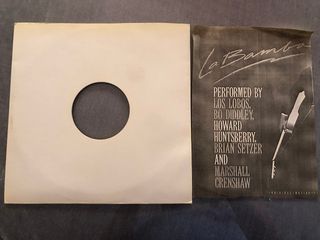 La Bamba
PERFORMED BY
LOS LOBOS,
BO DIDDLEY,
HOWARD
HUNTSBERRY,
BRIAN SETZER
AND
MARSHALL
CRENSHAW